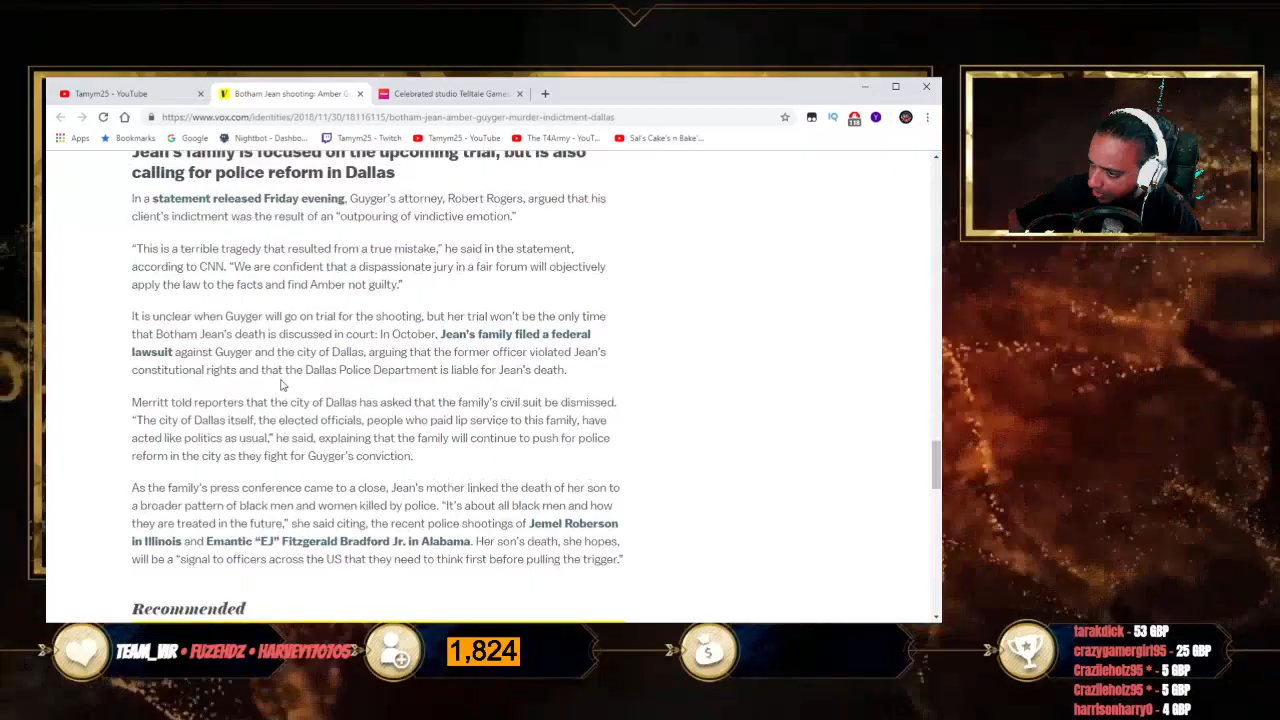 Tamym25 - YouTube
Botham Jean shooting: Amber G
Celebrated studio Telltale Game
https://www.vox.com/identities/2018/11/30/18116115/botham-jean-amber-guyger-murder-indictment-dallas
IQ
Apps
Bookmarks
Google
Nightbot - Dashbo...
Tamym25 - Twitch
Tamym25 - YouTube
The T4Army - YouT...
Sal's Cake's n Bake'...
Jean's family is focused on the upcoming trial, but is also
calling for police reform in Dallas
In a statement released Friday evening, Guyger's attorney, Robert Rogers, argued that his
client's indictment was the result of an “outpouring of vindictive emotion.”
“This is a terrible tragedy that resulted from a true mistake,” he said in the statement,
according to CNN. “We are confident that a dispassionate jury in a fair forum will objectively
apply the law to the facts and find Amber not guilty.”
It is unclear when Guyger will go on trial for the shooting, but her trial won't be the only time
that Botham Jean's death is discussed in court: In October, Jean's family filed a federal
lawsuit against Guyger and the city of Dallas, arguing that the former officer violated Jean's
constitutional rights and that the Dallas Police Department is liable for Jean's death.
Merritt told reporters that the city of Dallas has asked that the family's civil suit be dismissed.
“The city of Dallas itself, the elected officials, people who paid lip service to this family, have
acted like politics as usual,” he said, explaining that the family will continue to push for police
reform in the city as they fight for Guyger's conviction.
As the family's press conference came to a close, Jean's mother linked the death of her son to
a broader pattern of black men and women killed by police. “It's about all black men and how
they are treated in the future,” she said citing, the recent police shootings of Jemel Roberson
in Illinois and Emantic “EJ” Fitzgerald Bradford Jr. in Alabama. Her son's death, she hopes,
will be a “signal to officers across the US that they need to think first before pulling the trigger.”
Recommended
TEAM_VIR • FUZEHDZ • HARVEY170705
1,824
tarakdick - 53 GBP
crazygamergirl95 - 25 GBP
Crazileholz95 * - 5 GBP
Crazileholz95 * - 5 GBP
harrisonharry0 - 4 GBP